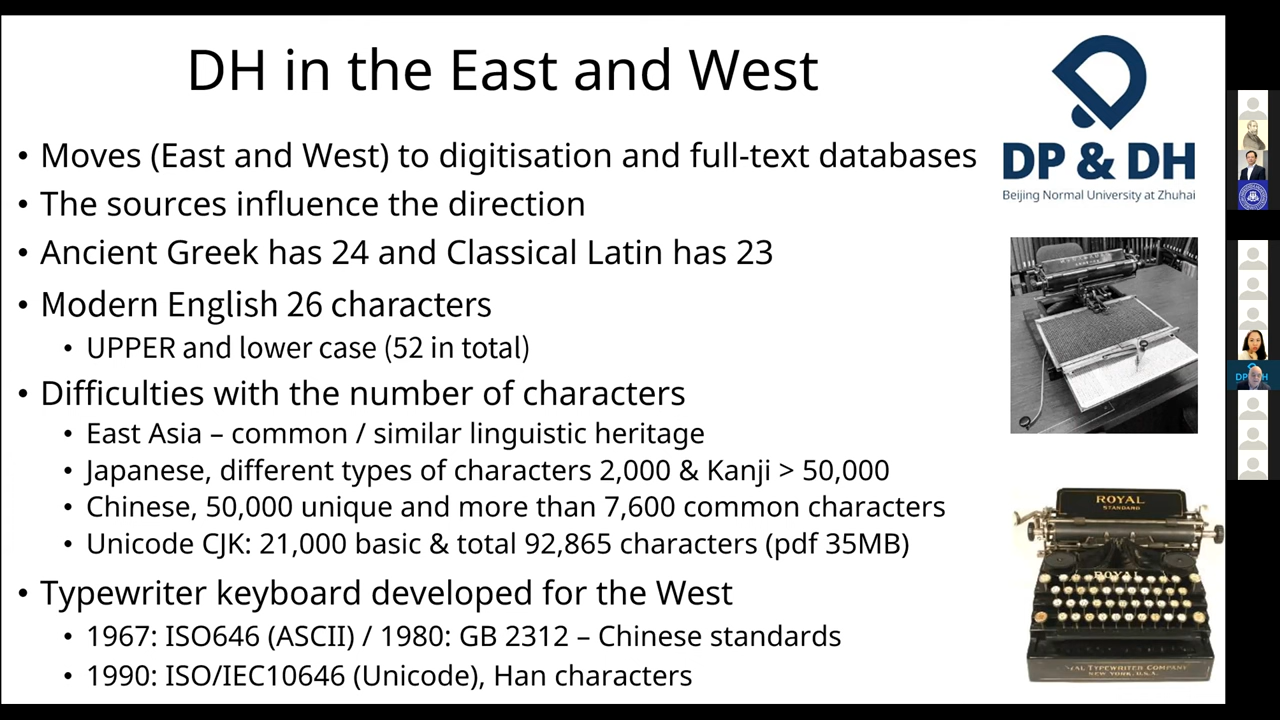 DH in the East and West
• Moves (East and West) to digitisation and full-text databases
• The sources influence the direction
• Ancient Greek has 24 and Classical Latin has 23
• Modern English 26 characters
• UPPER and lower case (52 in total)
• Difficulties with the number of characters
• East Asia – common / similar linguistic heritage
• Japanese, different types of characters 2,000 & Kanji > 50,000
• Chinese, 50,000 unique and more than 7,600 common characters
• Unicode CJK: 21,000 basic & total 92,865 characters (pdf 35MB)
• Typewriter keyboard developed for the West
• 1967: ISO646 (ASCII) / 1980: GB 2312 – Chinese standards
• 1990: ISO/IEC10646 (Unicode), Han characters
DP & DH
Beijing Normal University at Zhuhai
ROYAL
STANDARD
ROYAL
TYPEWRITER COMPANY
NEW YORK, U.S.A.